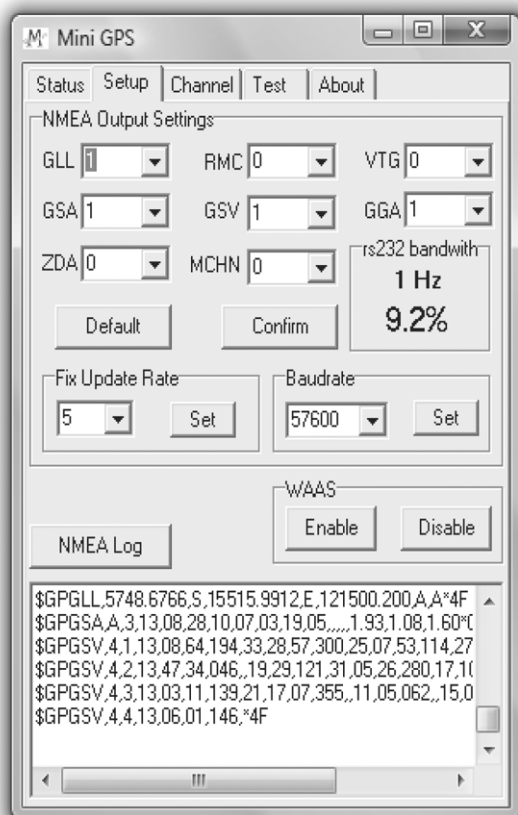 Mini GPS
Status Setup Channel Test About
NMEA Output Settings
GLL 1 RMC 0 VTG 0
GSA 1 GSV 1 GGA 1
ZDA 0 MCHN 0
rs232 bandwith
1 Hz
9.2%
Default Confirm
Fix Update Rate
5 Set
Baudrate
57600 Set
WAAS
Enable Disable
NMEA Log
$GPGLL,5748.6766,S,15515.9912,E,121500.200,A,A*4F
$GPGSA,A,3,13,08,28,10,07,03,19,05,,,,,1.93,1.08,1.60*
$GPGSV,4,1,13,08,64,194,33,28,57,300,25,07,53,114,27
$GPGSV,4,2,13,47,34,046,,19,29,121,31,05,26,280,17,
$GPGSV,4,3,13,03,11,139,21,17,07,355,,11,05,062,,15,
$GPGSV,4,4,13,06,01,146,*4F